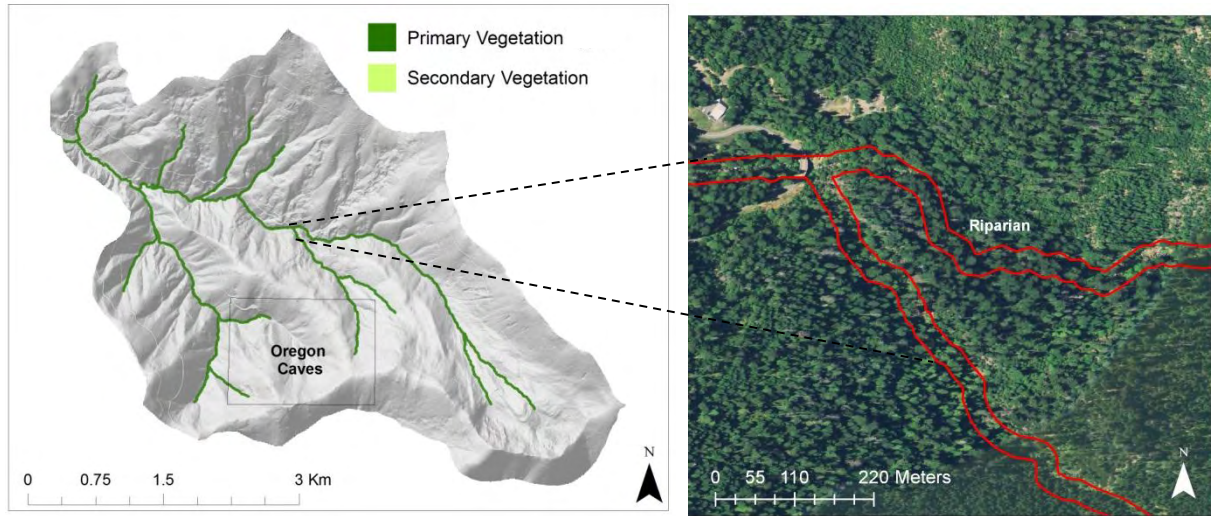 Primary Vegetation
Secondary Vegetation
Oregon
Caves
0 0.75 1.5 3 Km
N
Riparian
0 55 110 220 Meters
N